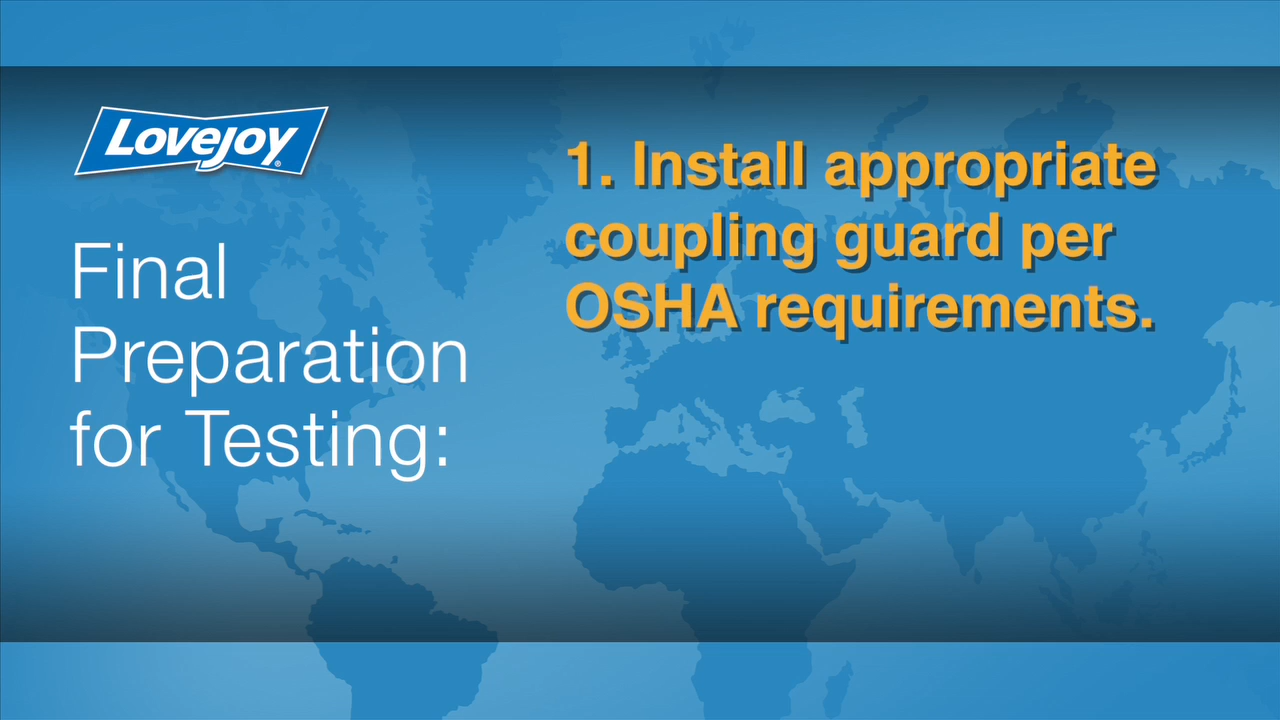 Lovejoy®
Final
Preparation
for Testing:
1. Install appropriate
coupling guard per
OSHA requirements.